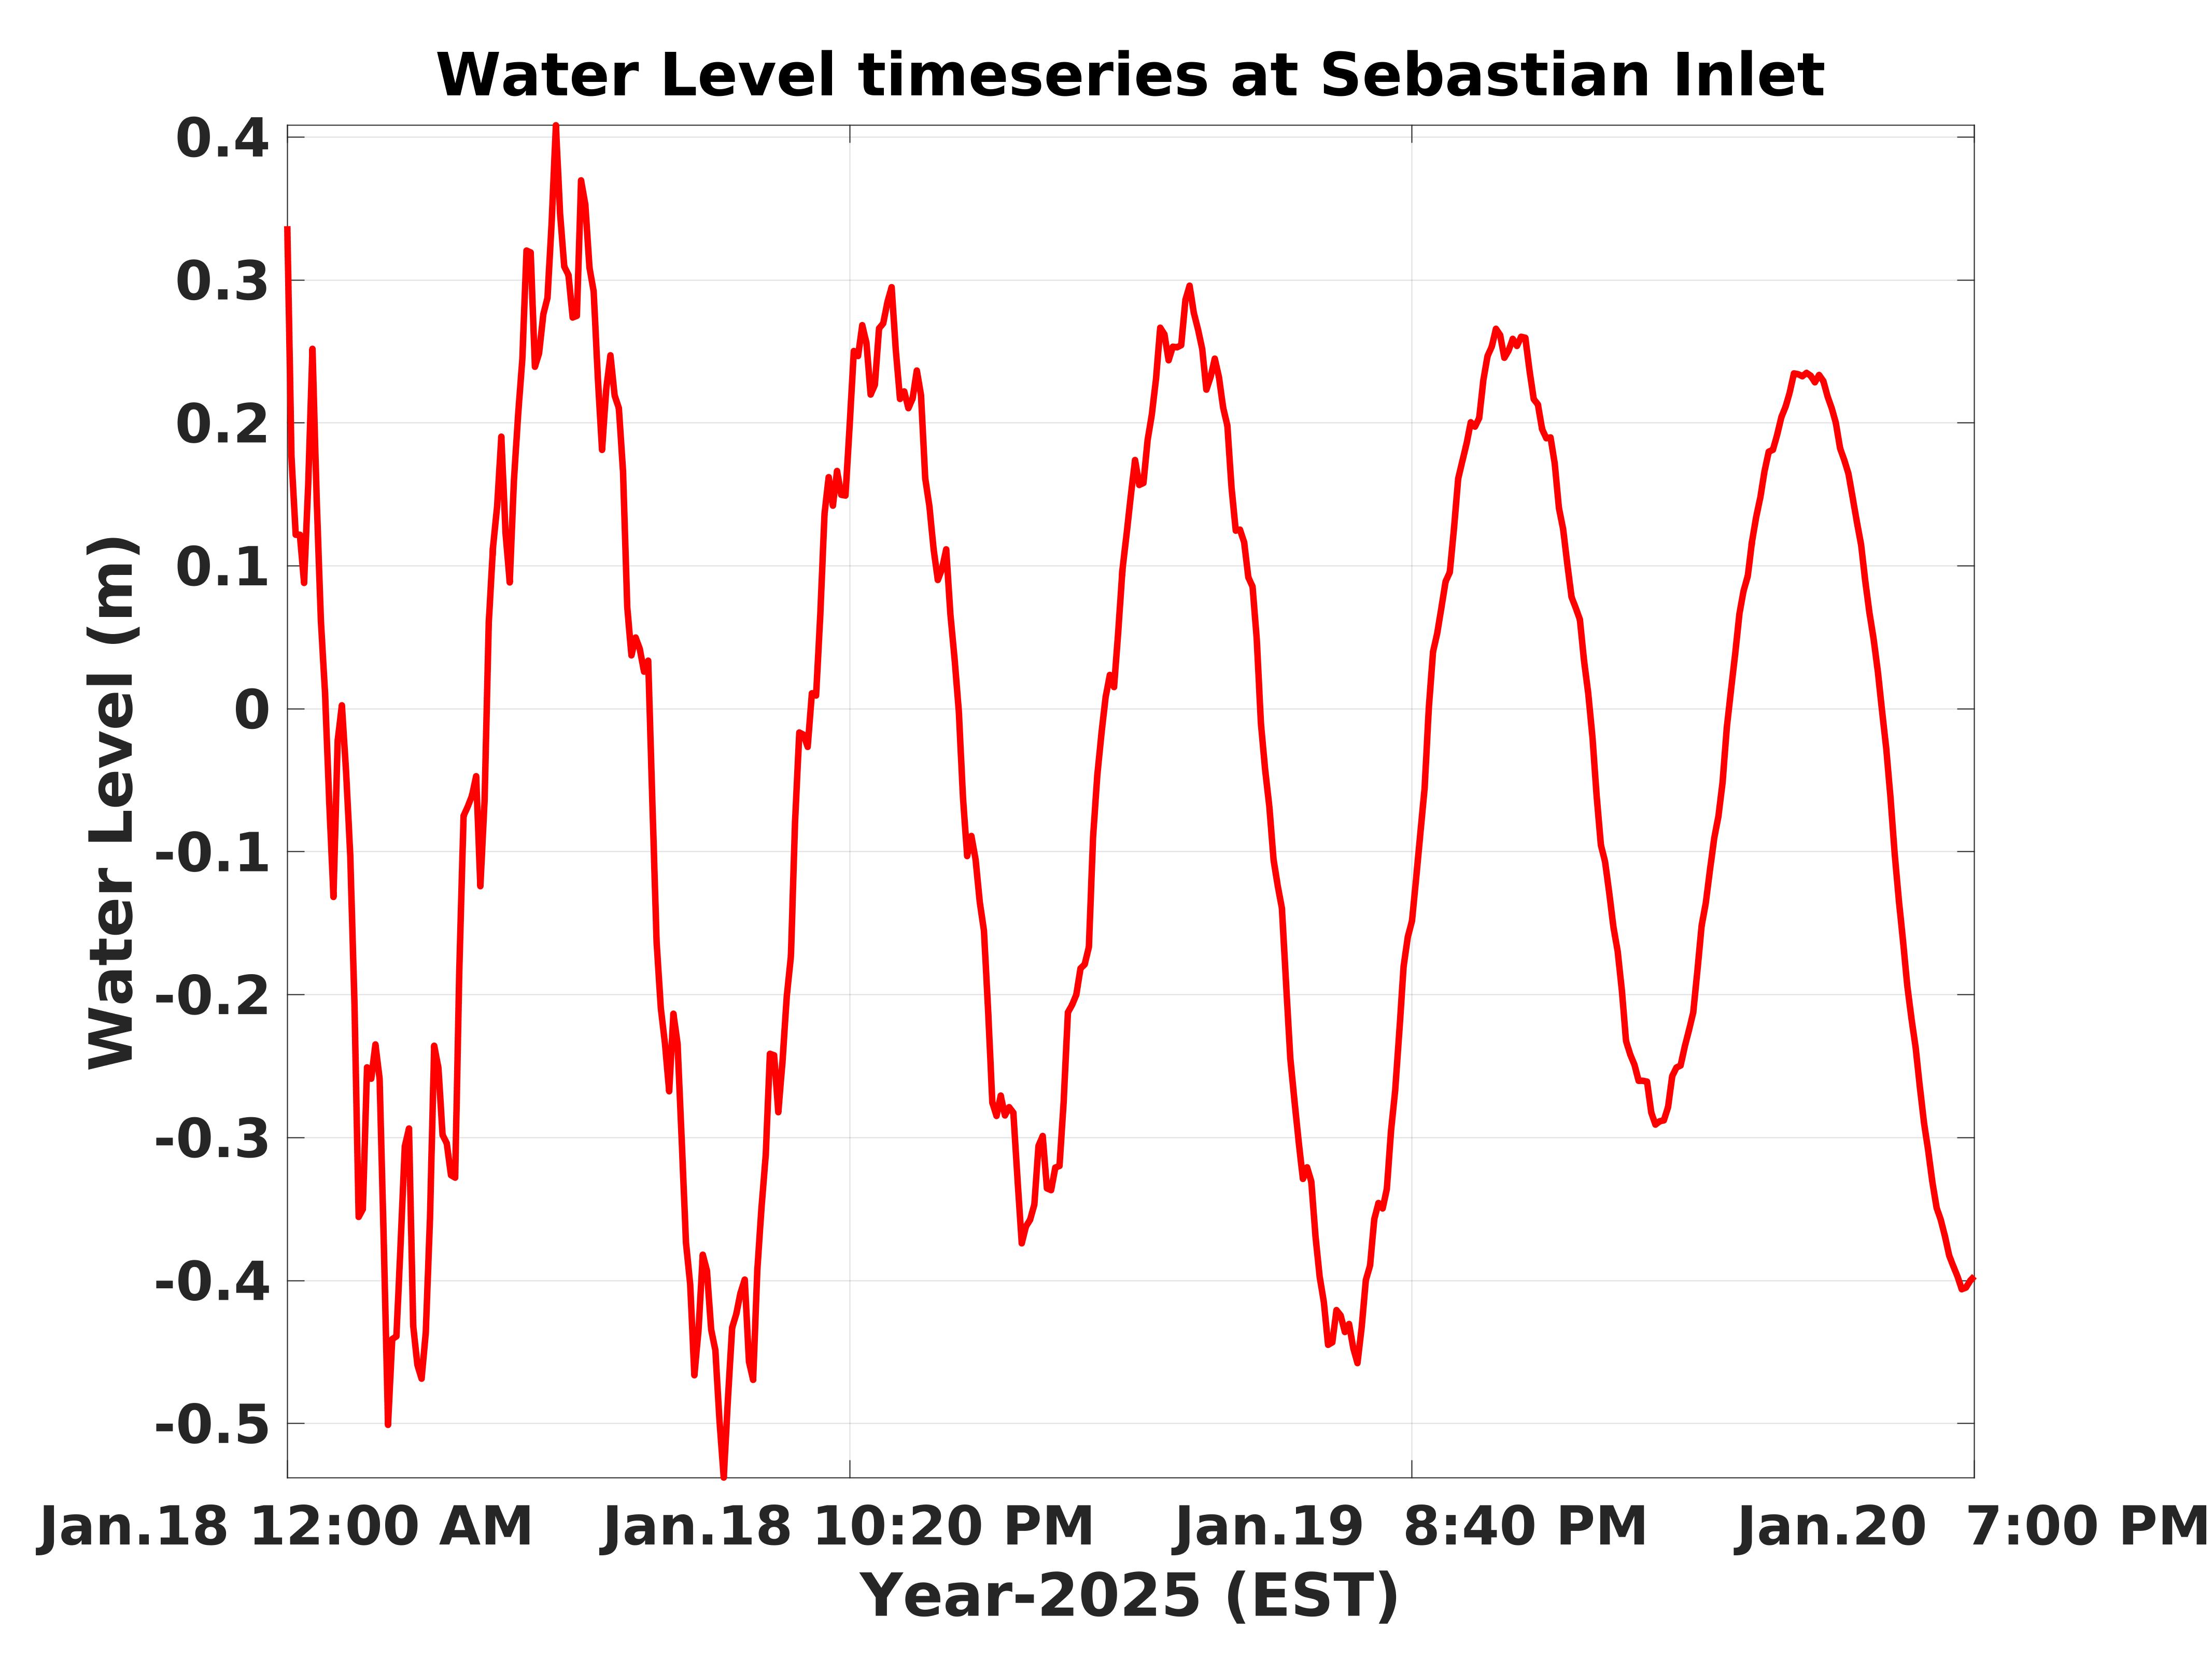 Water Level timeseries at Sebastian Inlet
0.4
0.3
0.2
0.1
0
-0.1
-0.2
-0.3
-0.4
-0.5
Water Level (m)
Jan.18 12:00 AM Jan.18 10:20 PM Jan.19 8:40 PM Jan.20 7:00 PM
Year-2025 (EST)